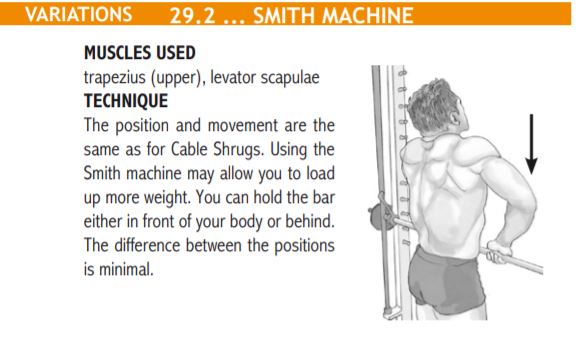 VARIATIONS 29.2 ... SMITH MACHINE
MUSCLES USED
trapezius (upper), levator scapulae
TECHNIQUE
The position and movement are the
same as for Cable Shrugs. Using the
Smith machine may allow you to load
up more weight. You can hold the bar
either in front of your body or behind.
The difference between the positions
is minimal.